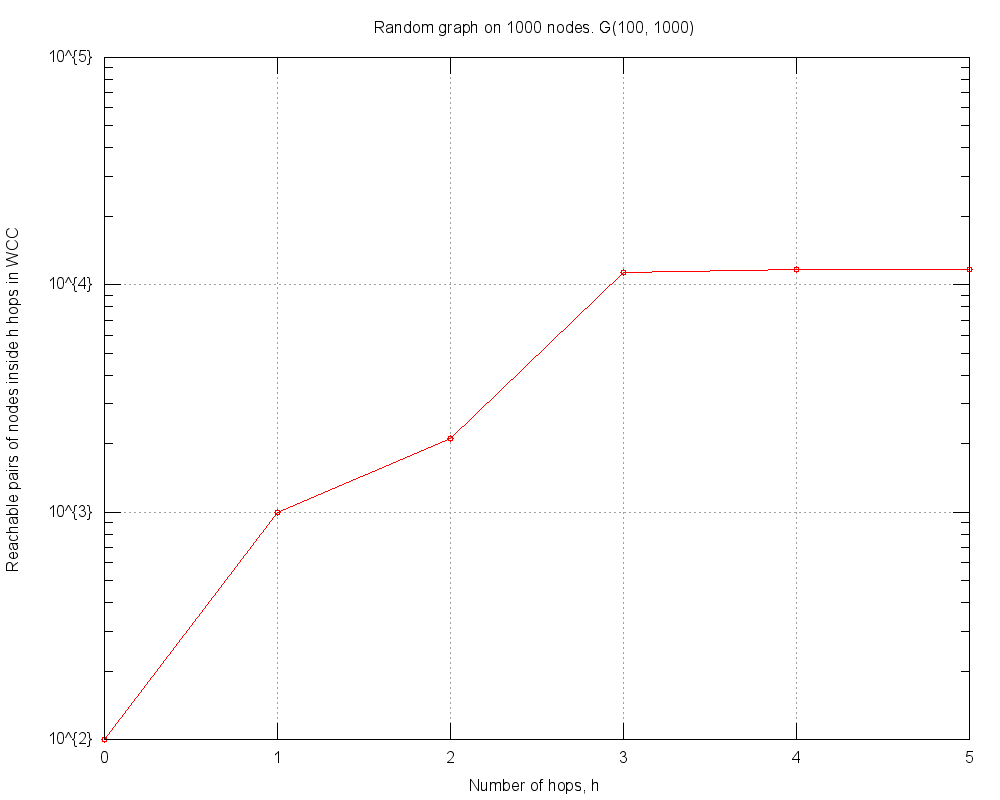 Random graph on 1000 nodes. G(100, 1000)
10^{5}
10^{4}
10^{3}
10^{2}
Reachable pairs of nodes inside h hops in WCC
0 1 2 3 4 5
Number of hops, h